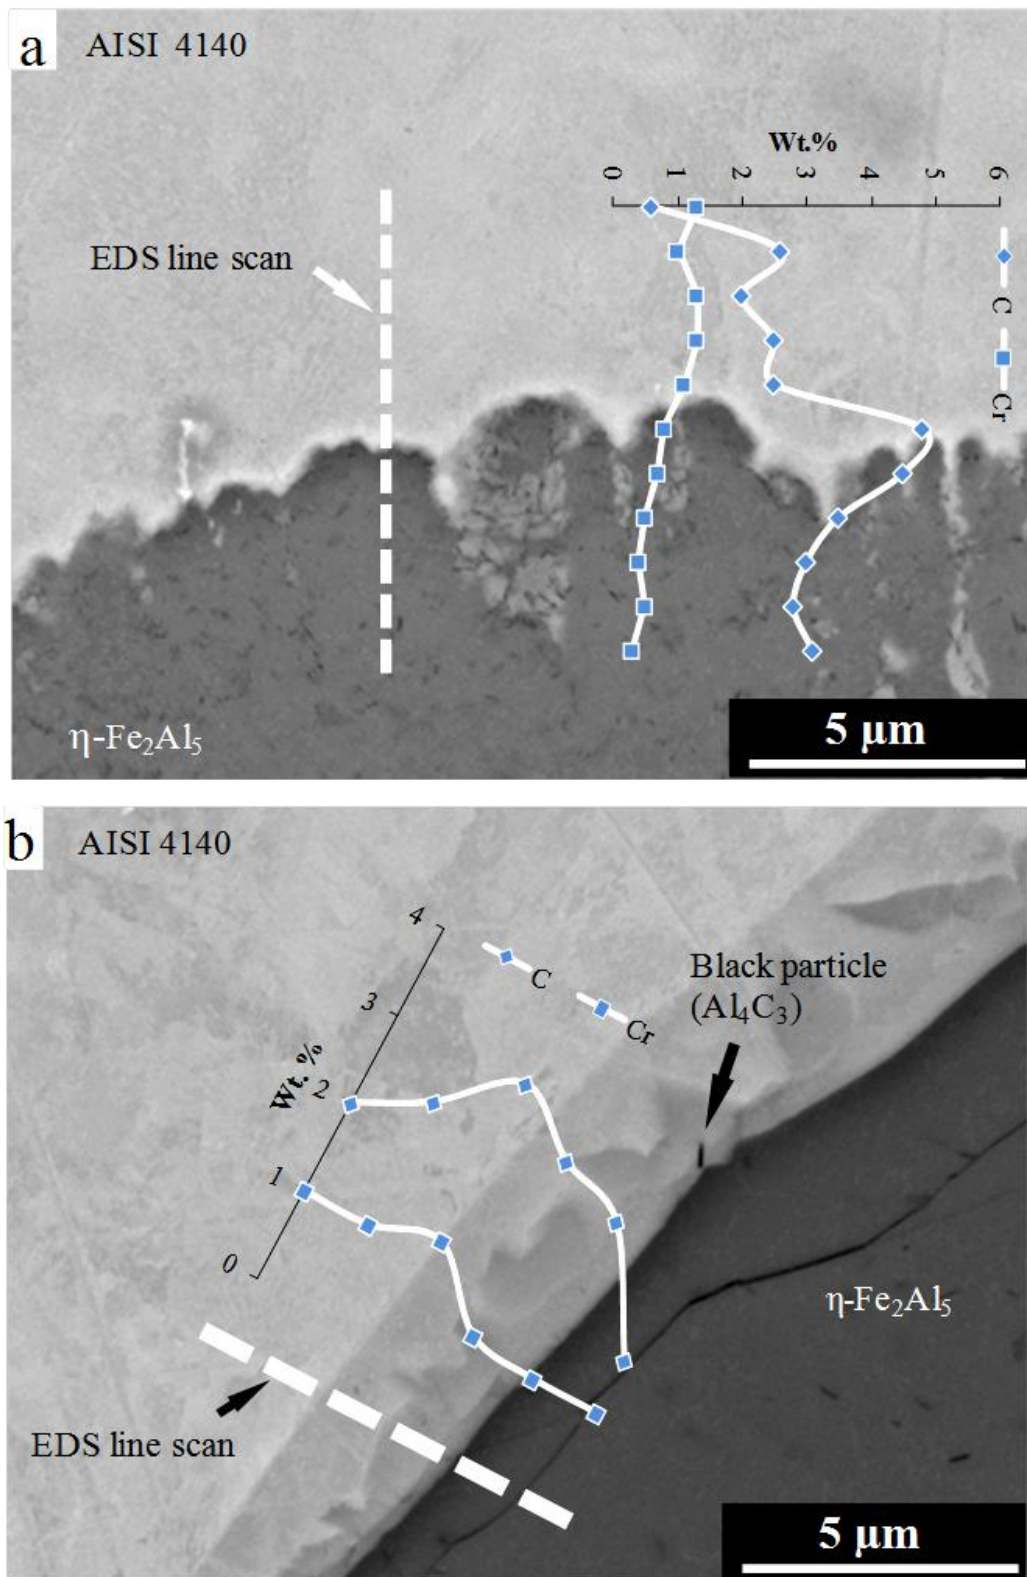 a
AISI 4140
Wt.%
0 1 2 3 4 5 6
EDS line scan
C
Cr
5 µm
η-Fe₂Al₅
b
AISI 4140
4
C
Black particle
(Al₄C₃)
3
Cr
Wt. %
2
1
0
η-Fe₂Al₅
EDS line scan
5 µm